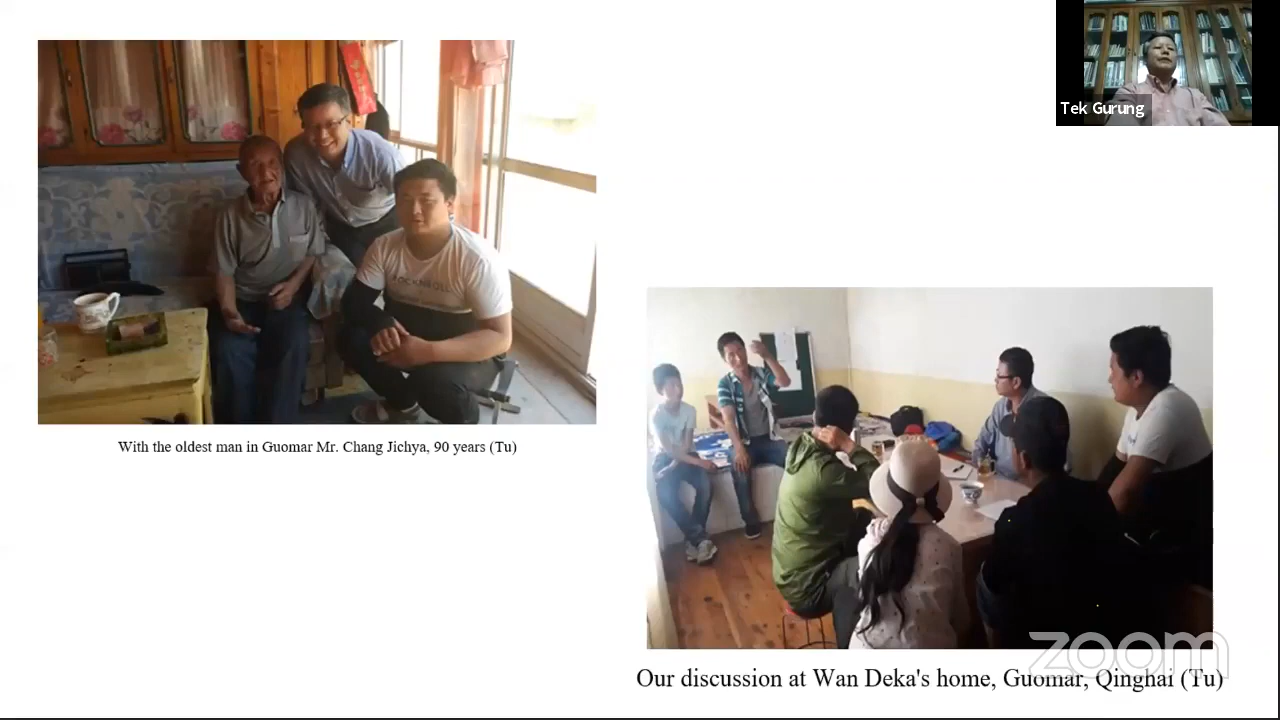 Tek Gurung
With the oldest man in Guomar Mr. Chang Jichya, 90 years (Tu)
Our discussion at Wan Deka's home, Guomar, Qinghai (Tu)
zoom